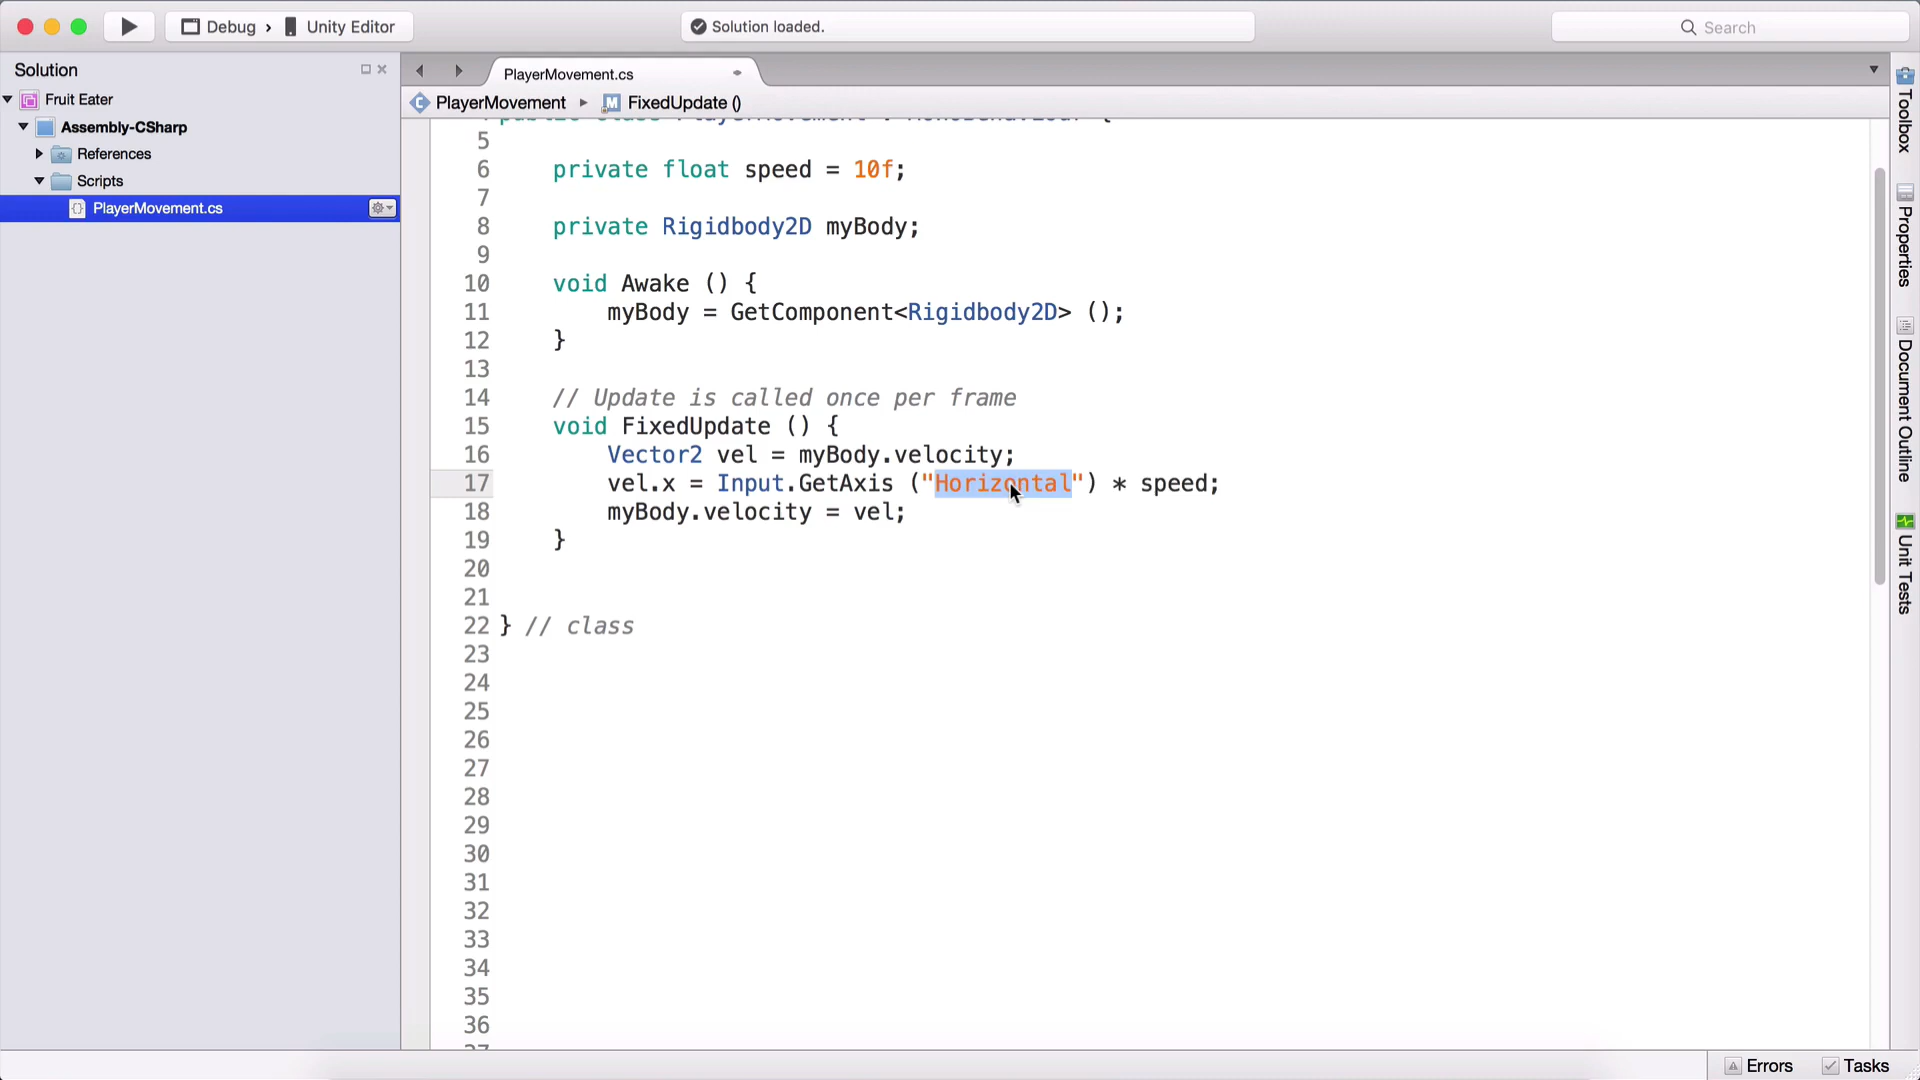 Debug
Unity Editor
Solution loaded.
Search
Solution
Fruit Eater
Assembly-CSharp
References
Scripts
PlayerMovement.cs
PlayerMovement.cs
PlayerMovement
FixedUpdate ()
5
6 private float speed = 10f;
7
8 private Rigidbody2D myBody;
9
10 void Awake () {
11 myBody = GetComponent<Rigidbody2D> ();
12 }
13
14 // Update is called once per frame
15 void FixedUpdate () {
16 Vector2 vel = myBody.velocity;
17 vel.x = Input.GetAxis ("Horizontal") * speed;
18 myBody.velocity = vel;
19 }
20
21
22 } // class
23
24
25
26
27
28
29
30
31
32
33
34
35
36
Toolbox
Properties
Document Outline
Unit Tests
Errors
Tasks